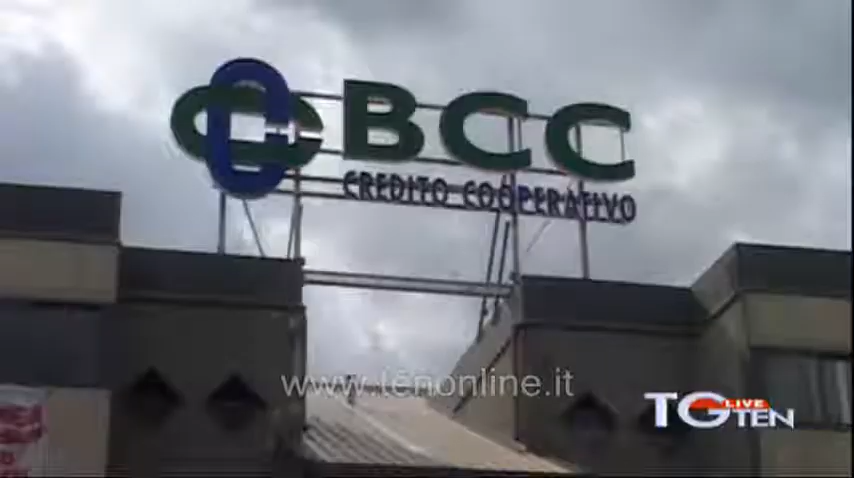 BCC
CREDITO COOPERATIVO
www.tenonline.it
TG LIVE TEN